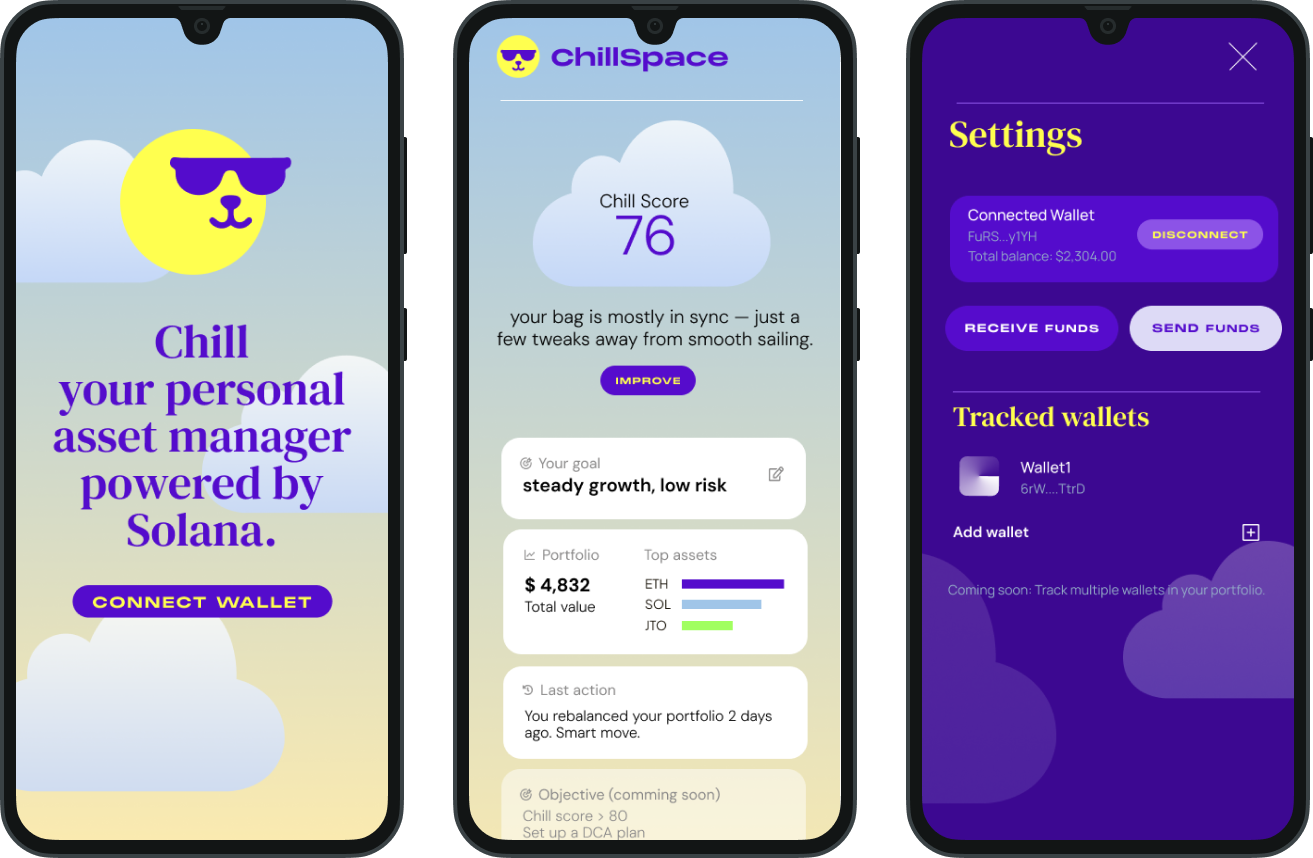 Chill
your personal
asset manager
powered by
Solana.
CONNECT WALLET
ChillSpace
Chill Score
76
your bag is mostly in sync — just a
few tweaks away from smooth sailing.
IMPROVE
Your goal
steady growth, low risk
Portfolio
$ 4,832
Total value
Top assets
ETH
SOL
JTO
Last action
You rebalanced your portfolio 2 days
ago. Smart move.
Objective (comming soon)
Chill score > 80
Set up a DCA plan
Settings
Connected Wallet
FuRS...y1YH
Total balance: $2,304.00
DISCONNECT
RECEIVE FUNDS
SEND FUNDS
Tracked wallets
Wallet1
6rW....TtrD
Add wallet
Coming soon: Track multiple wallets in your portfolio.